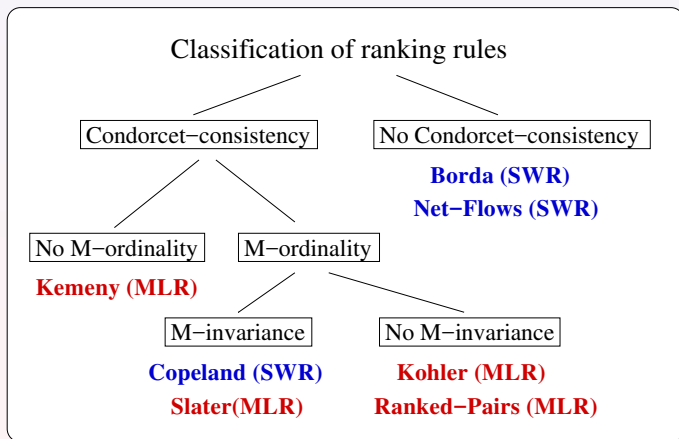 Classification of ranking rules
Condorcet−consistency
No Condorcet−consistency
Borda (SWR)
Net−Flows (SWR)
No M−ordinality
M−ordinality
Kemeny (MLR)
M−invariance
No M−invariance
Copeland (SWR)
Kohler (MLR)
Slater(MLR)
Ranked−Pairs (MLR)